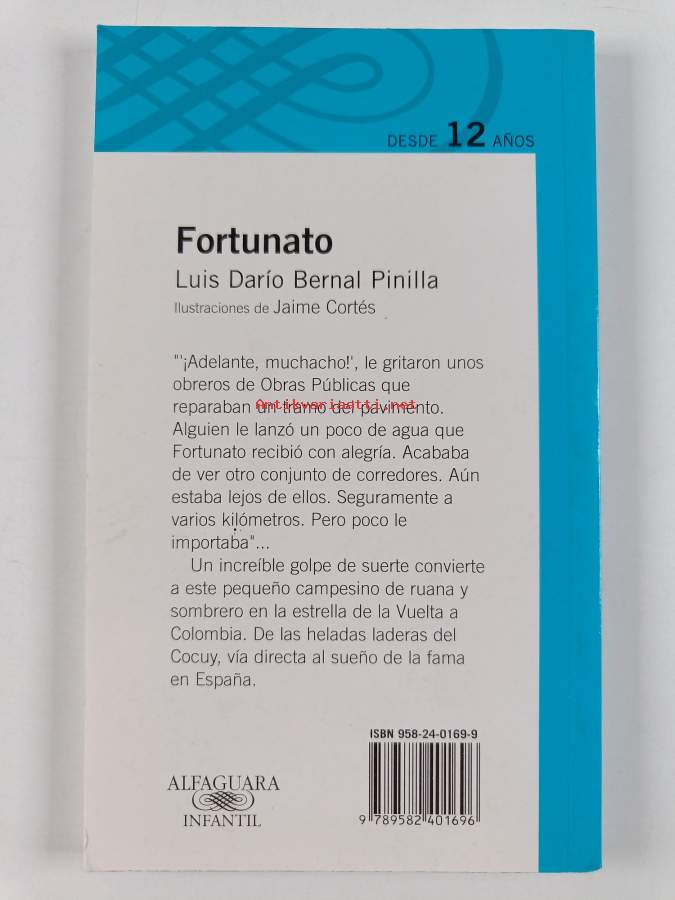 DESDE 12 AÑOS
Fortunato
Luis Darío Bernal Pinilla
Ilustraciones de Jaime Cortés
"'¡Adelante, muchacho!', le gritaron unos
obreros de Obras Públicas que
reparaban un tramo del pavimento.
Antikvariaatti.net
Alguien le lanzó un poco de agua que
Fortunato recibió con alegría. Acababa
de ver otro conjunto de corredores. Aún
estaba lejos de ellos. Seguramente a
varios kilómetros. Pero poco le
importaba"...
Un increíble golpe de suerte convierte
a este pequeño campesino de ruana y
sombrero en la estrella de la Vuelta a
Colombia. De las heladas laderas del
Cocuy, vía directa al sueño de la fama
en España.
ISBN 958-24-0169-9
9 789582 401696
ALFAGUARA
INFANTIL